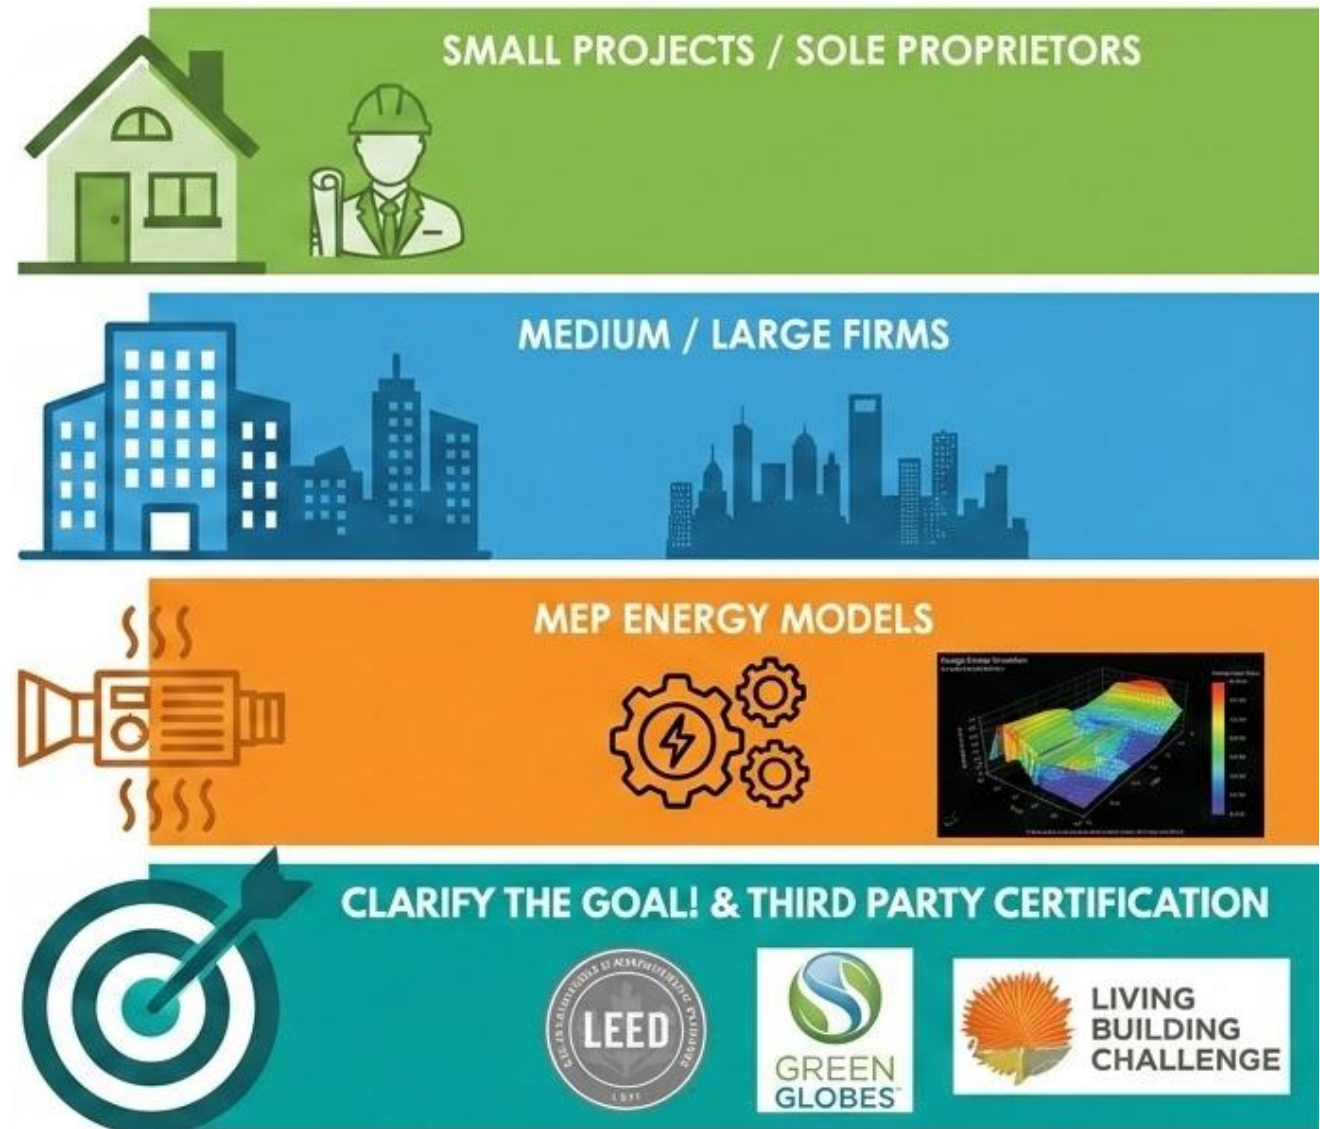 SMALL PROJECTS / SOLE PROPRIETORS
MEDIUM / LARGE FIRMS
MEP ENERGY MODELS
CLARIFY THE GOAL! & THIRD PARTY CERTIFICATION
LEED
GREEN
GLOBES
LIVING
BUILDING
CHALLENGE